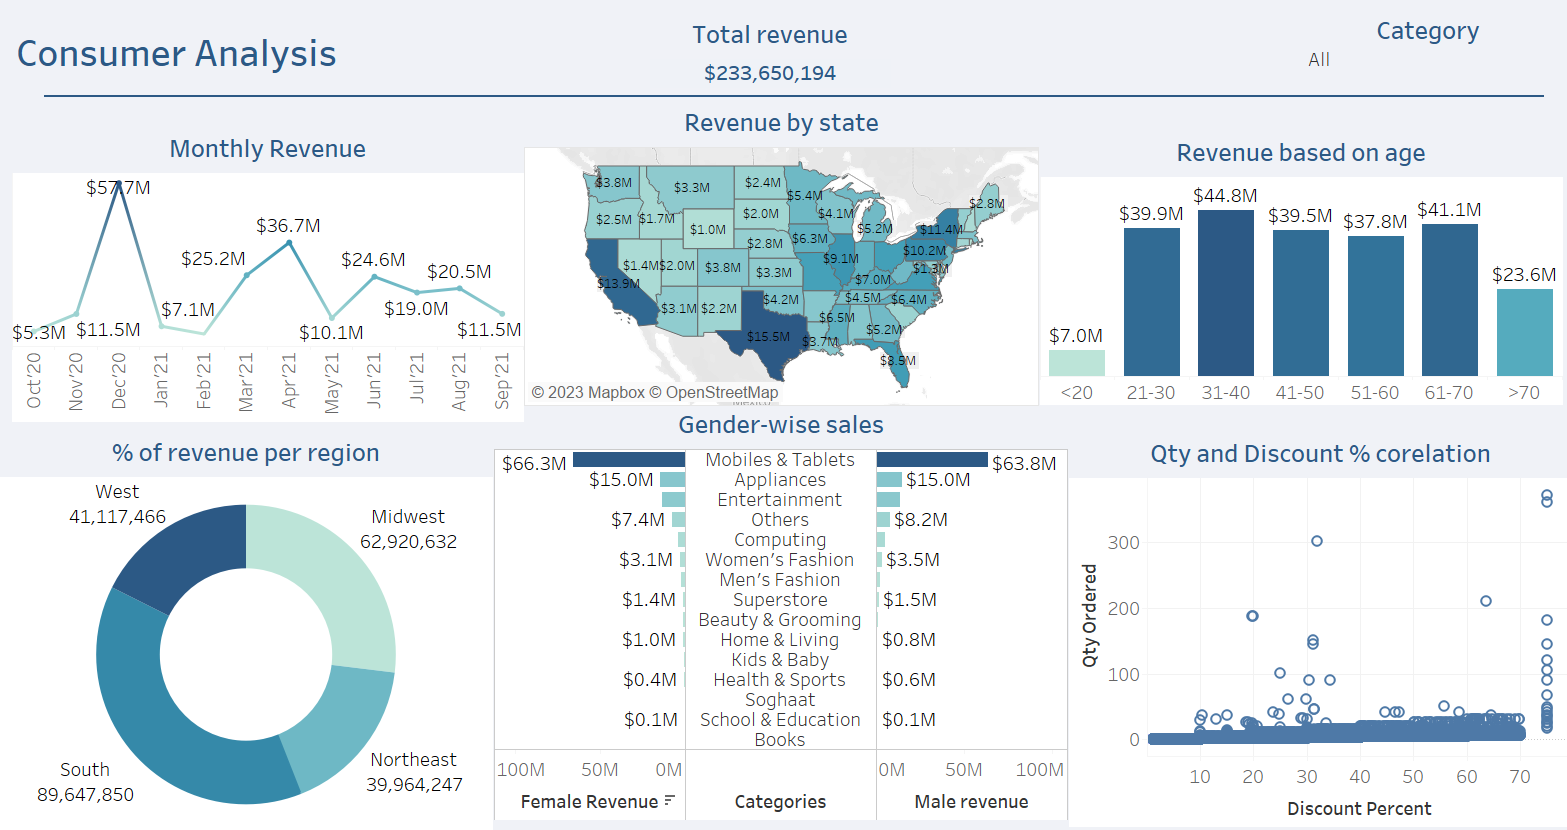 Consumer Analysis
Total revenue
$233,650,194
Category
All
Monthly Revenue
$57.7M
$36.7M
$25.2M
$24.6M
$20.5M
$7.1M
$19.0M
$5.3M
$11.5M
$10.1M
$11.5M
Oct'20
Nov'20
Dec'20
Jan'21
Feb'21
Mar'21
Apr'21
May'21
Jun'21
Jul'21
Aug'21
Sep'21
Revenue by state
$3.8M
$3.3M
$2.4M
$5.4M
$2.8M
$2.5M
$1.7M
$1.0M
$2.0M
$4.1M
$5.2M
$11.4M
$6.3M
$2.8M
$10.2M
$1.4M
$2.0M
$3.8M
$3.3M
$9.1M
$1.3M
$13.9M
$7.0M
$3.1M
$2.2M
$4.2M
$4.5M
$6.4M
$6.5M
$5.2M
$15.5M
$3.7M
$8.5M
© 2023 Mapbox © OpenStreetMap
Revenue based on age
$44.8M
$39.9M
$39.5M
$37.8M
$41.1M
$23.6M
$7.0M
<20
21-30
31-40
41-50
51-60
61-70
>70
% of revenue per region
West
41,117,466
Midwest
62,920,632
Northeast
39,964,247
South
89,647,850
Gender-wise sales
$66.3M Mobiles & Tablets $63.8M
$15.0M Appliances $15.0M
Entertainment
$7.4M Others $8.2M
Computing
$3.1M Women's Fashion $3.5M
Men's Fashion
$1.4M Superstore $1.5M
Beauty & Grooming
$1.0M Home & Living $0.8M
Kids & Baby
$0.4M Health & Sports $0.6M
Soghaat
$0.1M School & Education $0.1M
Books
100M 50M 0M 0M 50M 100M
Female Revenue Categories Male revenue
Qty and Discount % corelation
Qty Ordered
300
200
100
0
10 20 30 40 50 60 70
Discount Percent